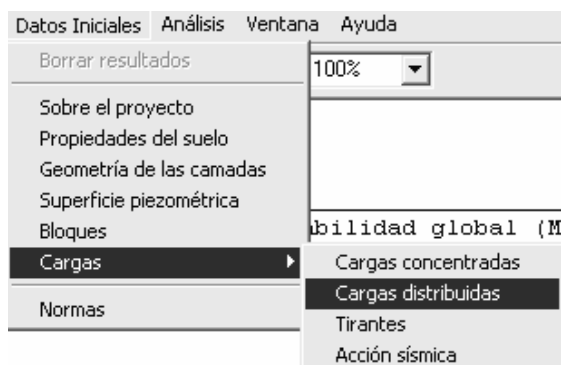 Datos Iniciales Análisis Ventana Ayuda
Borrar resultados
100%
Sobre el proyecto
Propiedades del suelo
Geometría de las camadas
Superficie piezométrica
Bloques
bilidad global (M
Cargas
Cargas concentradas
Cargas distribuidas
Normas
Tirantes
Acción sísmica